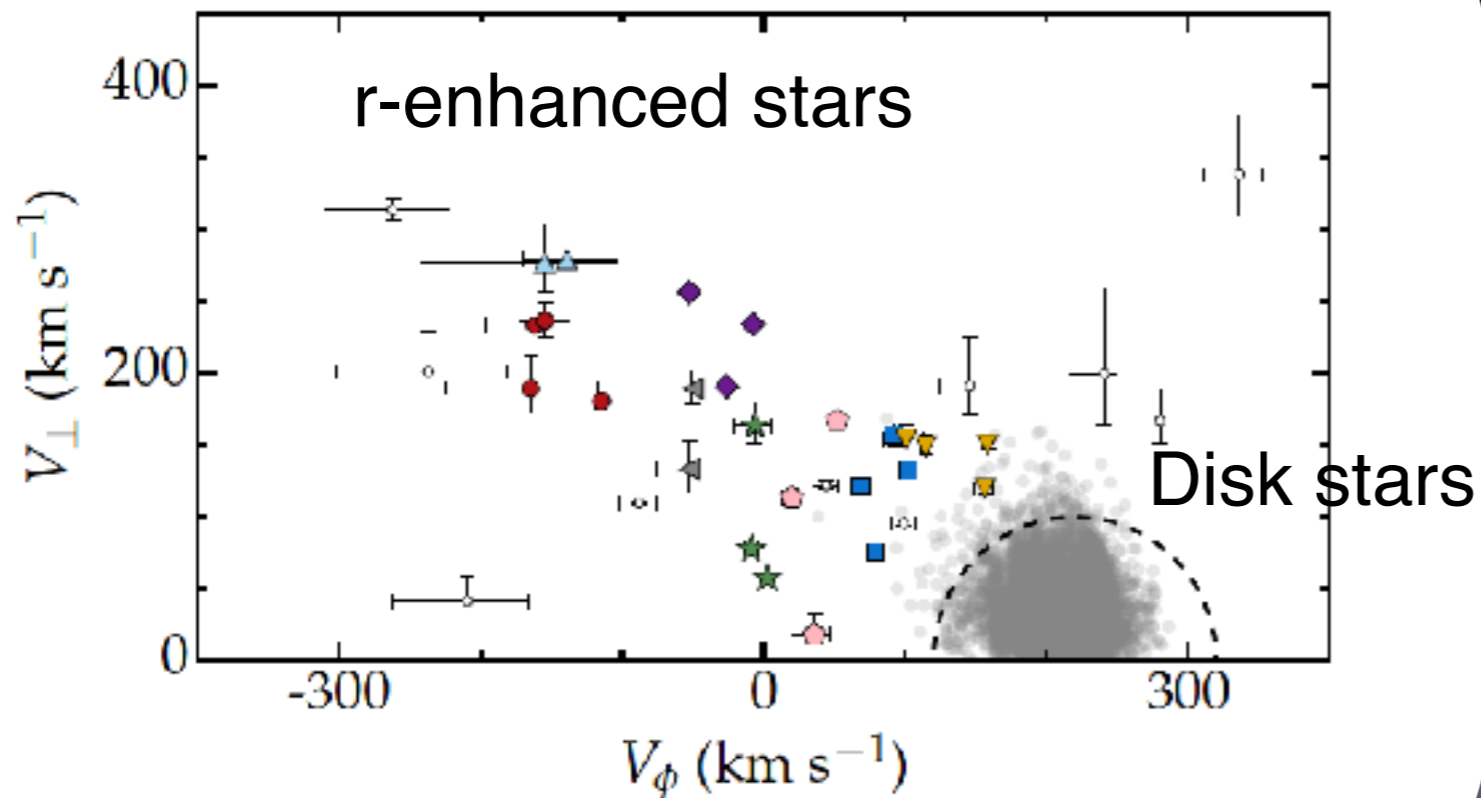 400
r-enhanced stars
V⊥ (km s−1)
200
Disk stars
0
-300
0
300
Vϕ (km s−1)